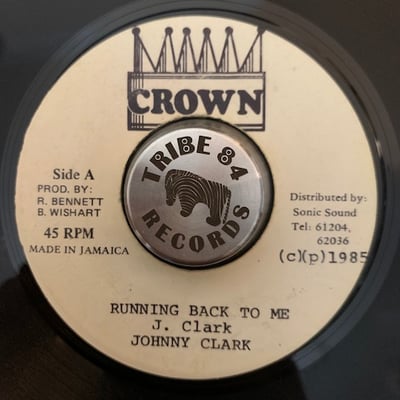 CROWN
TRIBE 84
RECORDS
Side A
PROD. BY:
R. BENNETT
B. WISHART
45 RPM
MADE IN JAMAICA
Distributed by:
Sonic Sound
Tel: 61204,
62036
(c)(p)1985
RUNNING BACK TO ME
J. Clark
JOHNNY CLARK